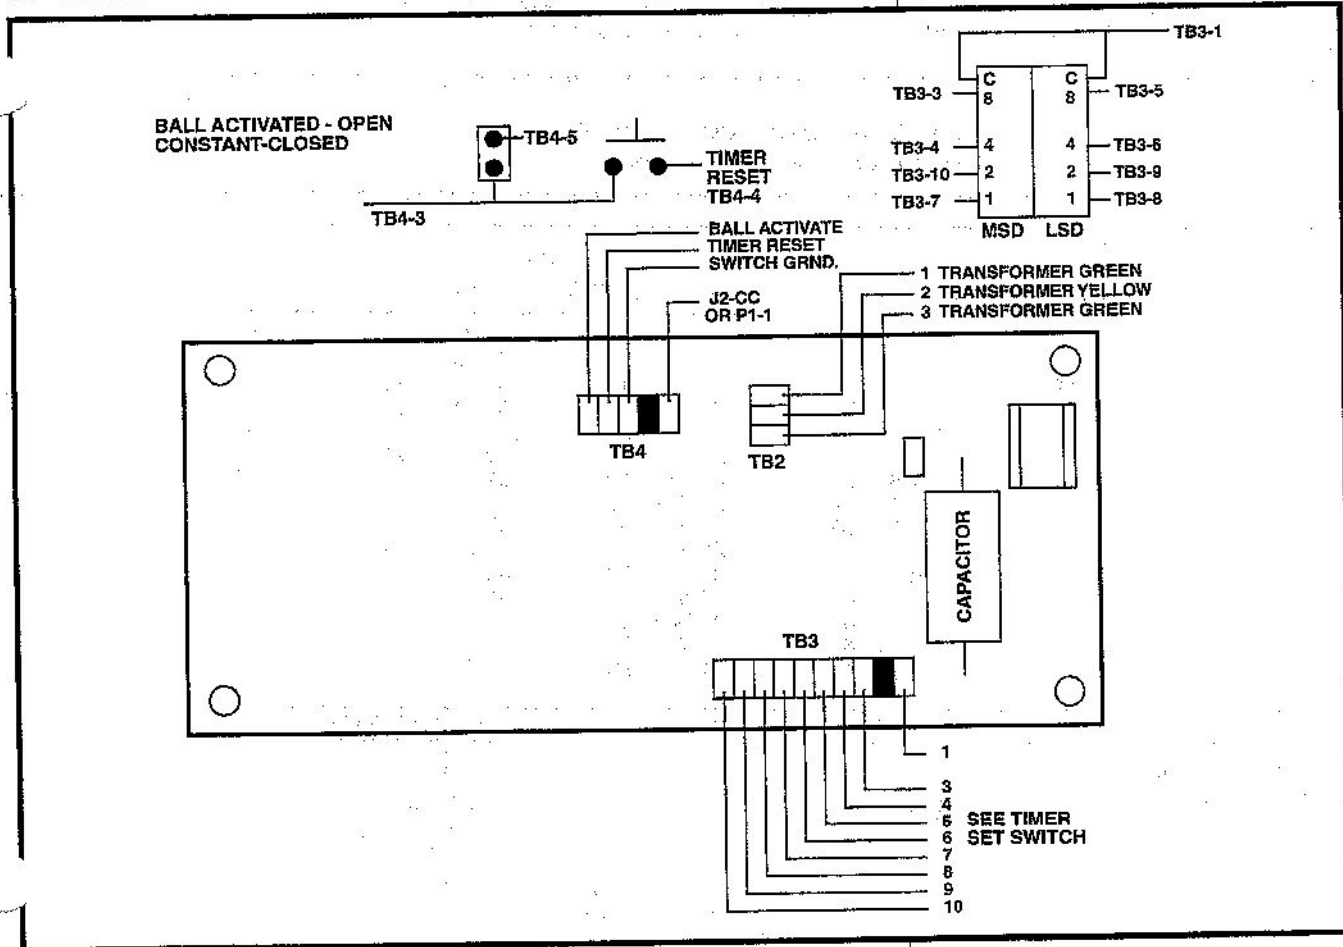 TB3-1
C C
TB3-3 8 8 TB3-5
TB3-4 4 4 TB3-6
TB3-10 2 2 TB3-9
TB3-7 1 1 TB3-8
MSD LSD
BALL ACTIVATED - OPEN
CONSTANT-CLOSED
TB4-5
TIMER
RESET
TB4-4
TB4-3
BALL ACTIVATE
TIMER RESET
SWITCH GRND.
J2-CC
OR P1-1
1 TRANSFORMER GREEN
2 TRANSFORMER YELLOW
3 TRANSFORMER GREEN
TB4
TB2
CAPACITOR
TB3
1
3
4
5 SEE TIMER
6 SET SWITCH
7
8
9
10